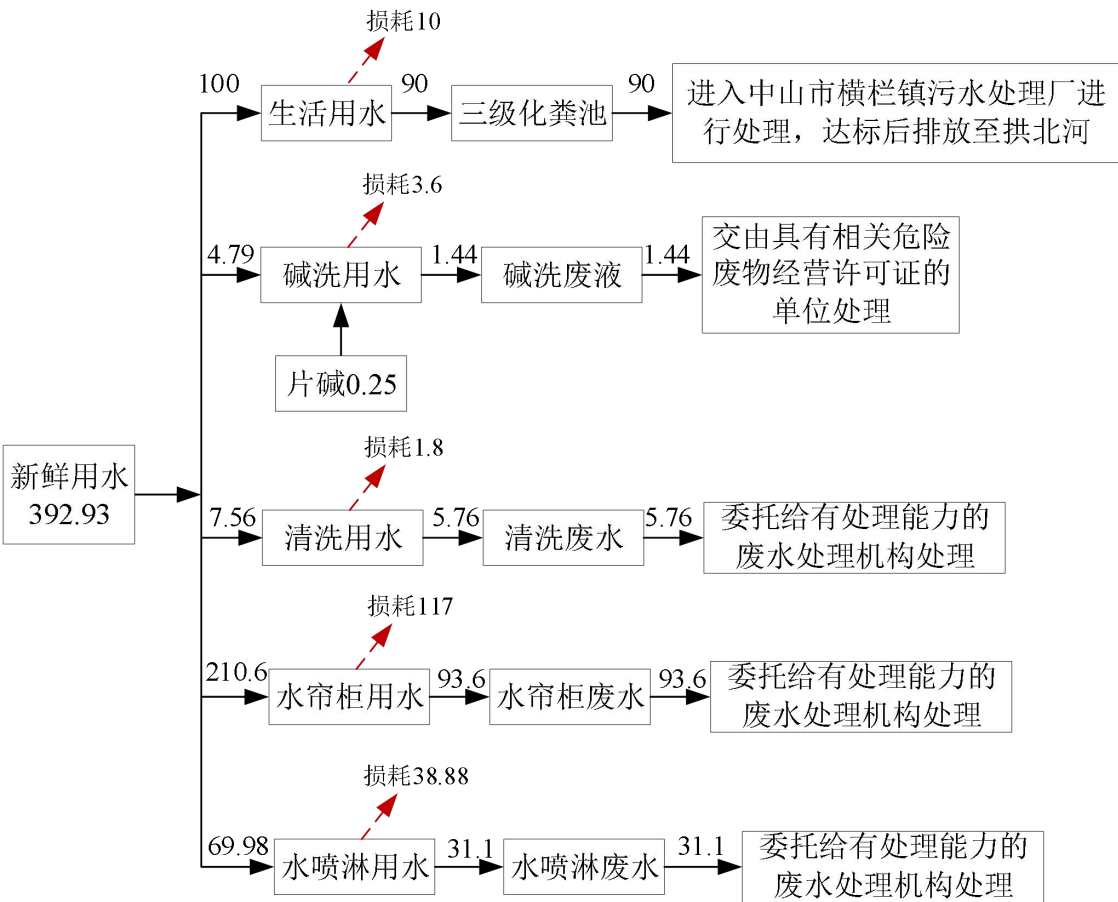 损耗10
100
生活用水
90
三级化粪池
90
进入中山市横栏镇污水处理厂进
行处理，达标后排放至拱北河
损耗3.6
4.79
碱洗用水
1.44
碱洗废液
1.44
交由具有相关危险
废物经营许可证的
单位处理
片碱0.25
新鲜用水
392.93
损耗1.8
7.56
清洗用水
5.76
清洗废水
5.76
委托给有处理能力的
废水处理机构处理
损耗117
210.6
水帘柜用水
93.6
水帘柜废水
93.6
委托给有处理能力的
废水处理机构处理
损耗38.88
69.98
水喷淋用水
31.1
水喷淋废水
31.1
委托给有处理能力的
废水处理机构处理